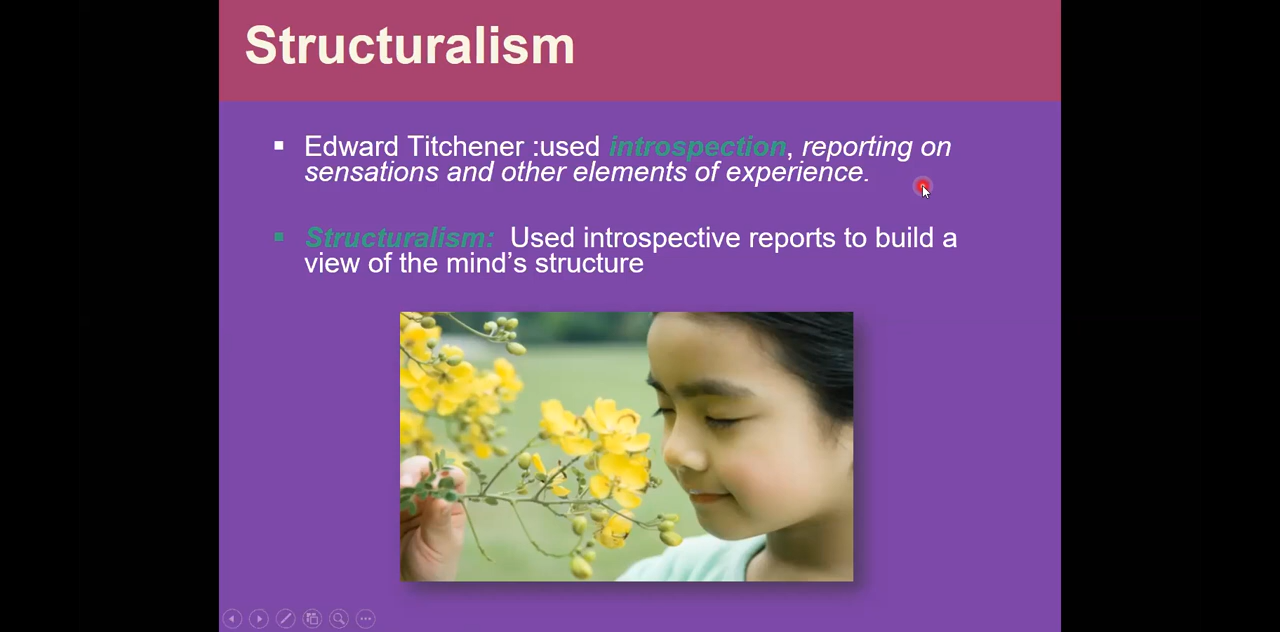 Structuralism
Edward Titchener :used introspection, reporting on
sensations and other elements of experience.
Structuralism: Used introspective reports to build a
view of the mind’s structure